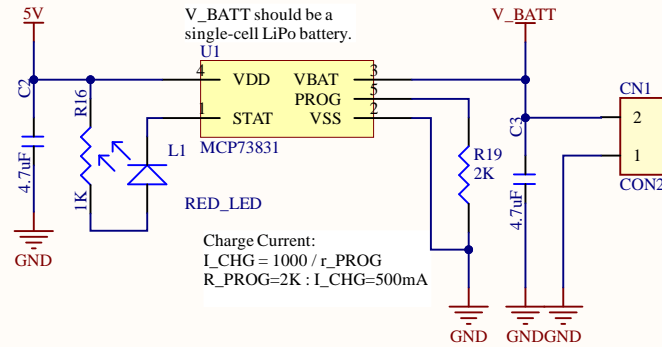 5V
V_BATT should be a
single-cell LiPo battery.
V_BATT
U1
4 VDD VBAT 3
PROG 5
1 STAT VSS 2
MCP73831
C2
4.7uF
R16
1K
L1
RED_LED
R19
2K
C3
4.7uF
CN1
2
1
CON2
Charge Current:
I_CHG = 1000 / r_PROG
R_PROG=2K : I_CHG=500mA
GND
GND
GND
GND